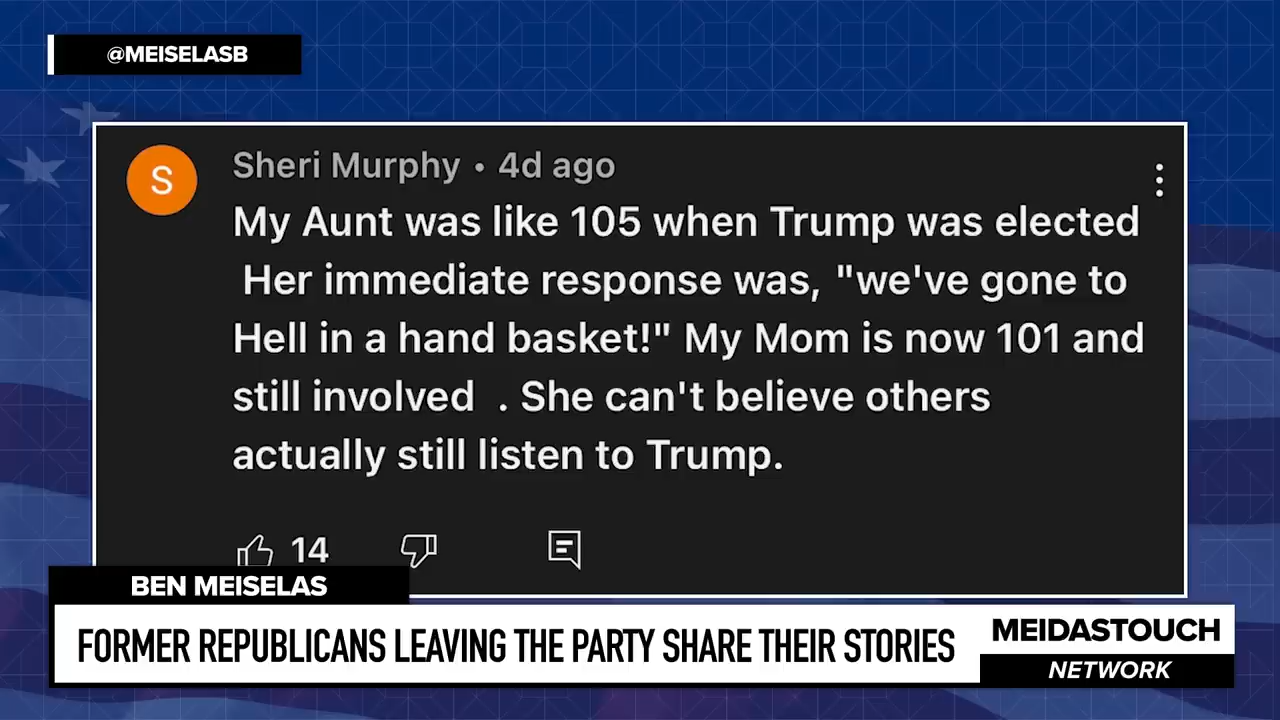 @MEISELASB
S
Sheri Murphy • 4d ago
My Aunt was like 105 when Trump was elected
Her immediate response was, "we've gone to
Hell in a hand basket!" My Mom is now 101 and
still involved . She can't believe others
actually still listen to Trump.
14
BEN MEISELAS
FORMER REPUBLICANS LEAVING THE PARTY SHARE THEIR STORIES
MEIDASTOUCH
NETWORK